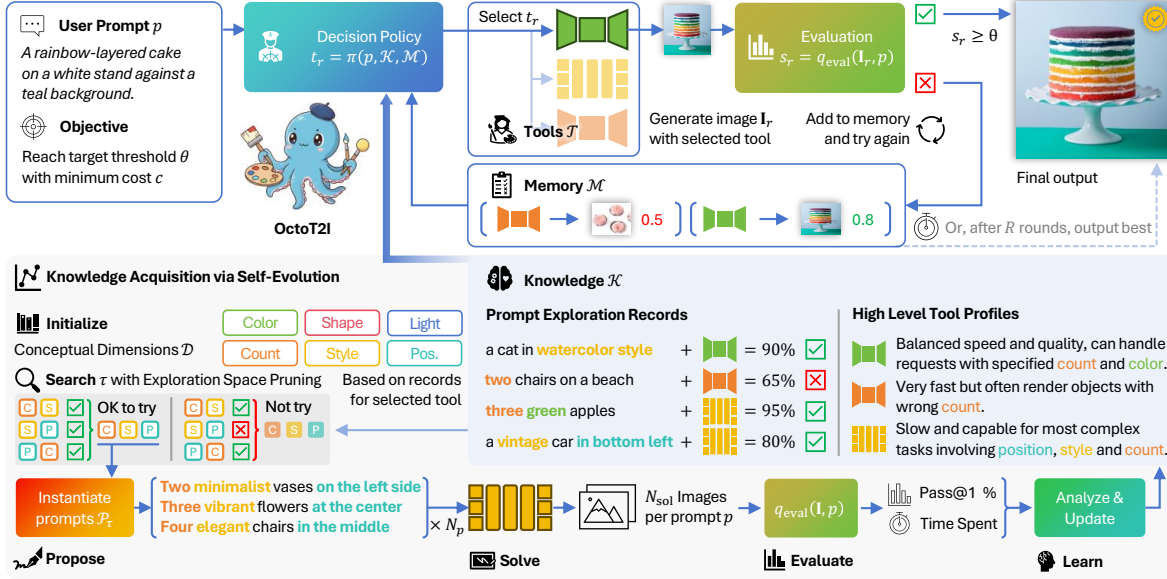 User Prompt p
A rainbow-layered cake
on a white stand against a
teal background.
Objective
Reach target threshold θ
with minimum cost c
Decision Policy
t_r = π(p, 𝒦, ℳ)
OctoT2I
Select t_r
Tools 𝒯
Generate image I_r
with selected tool
Evaluation
s_r = q_eval(I_r, p)
s_r ≥ θ
Add to memory
and try again
Final output
Memory ℳ
0.5
0.8
Or, after R rounds, output best
Knowledge Acquisition via Self-Evolution
Initialize
Conceptual Dimensions 𝒟
Color
Shape
Light
Count
Style
Pos.
Search τ with Exploration Space Pruning
C S
S P
P C
OK to try
C S P
C S
S P
P C
Not try
C S P
Based on records
for selected tool
Knowledge 𝒦
Prompt Exploration Records
a cat in watercolor style + = 90%
two chairs on a beach + = 65%
three green apples + = 95%
a vintage car in bottom left + = 80%
High Level Tool Profiles
Balanced speed and quality, can handle
requests with specified count and color.
Very fast but often render objects with
wrong count.
Slow and capable for most complex
tasks involving position, style and count.
Instantiate
prompts 𝒫_τ
Propose
Two minimalist vases on the left side
Three vibrant flowers at the center
Four elegant chairs in the middle
× N_p
Solve
N_sol Images
per prompt p
q_eval(I, p)
Evaluate
Pass@1 %
Time Spent
Analyze &
Update
Learn